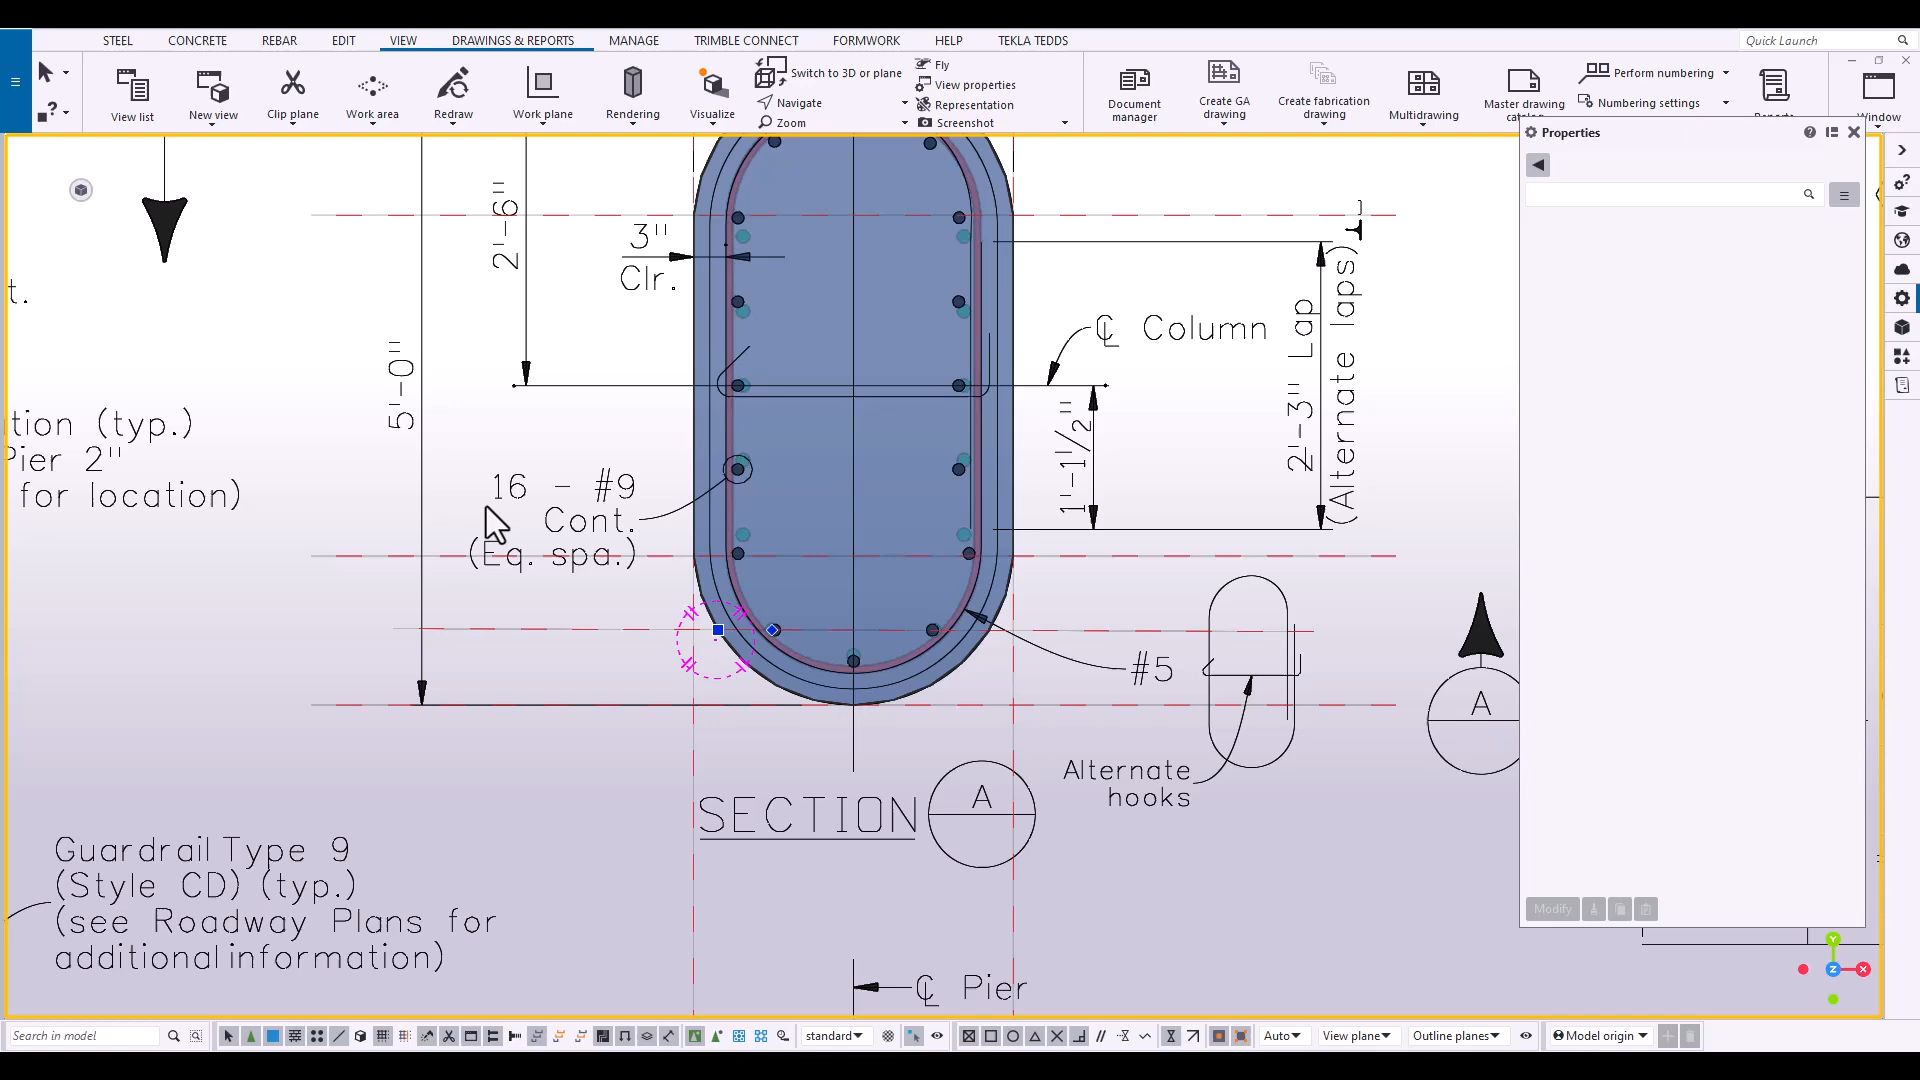 STEEL CONCRETE REBAR EDIT VIEW DRAWINGS & REPORTS MANAGE TRIMBLE CONNECT FORMWORK HELP TEKLA TEDDS
Quick Launch
View list
New view
Clip plane
Work area
Redraw
Work plane
Rendering
Visualize
Switch to 3D or plane
Navigate
Zoom
Fly
View properties
Representation
Screenshot
Document
manager
Create GA
drawing
Create fabrication
drawing
Multidrawing
Master drawing
Perform numbering
Numbering settings
Window
Properties
Modify
2'-6"
3"
Clr.
5'-0"
℄ Column
2'-3" Lap
(Alternate laps)
1'-1½"
16 - #9
Cont.
(Eq. spa.)
tion (typ.)
Pier 2"
for location)
t.
#5
A
Alternate
hooks
SECTION A
Guardrail Type 9
(Style CD) (typ.)
(see Roadway Plans for
additional information)
℄ Pier
Y
Z
X
Search in model
standard
Auto
View plane
Outline planes
Model origin